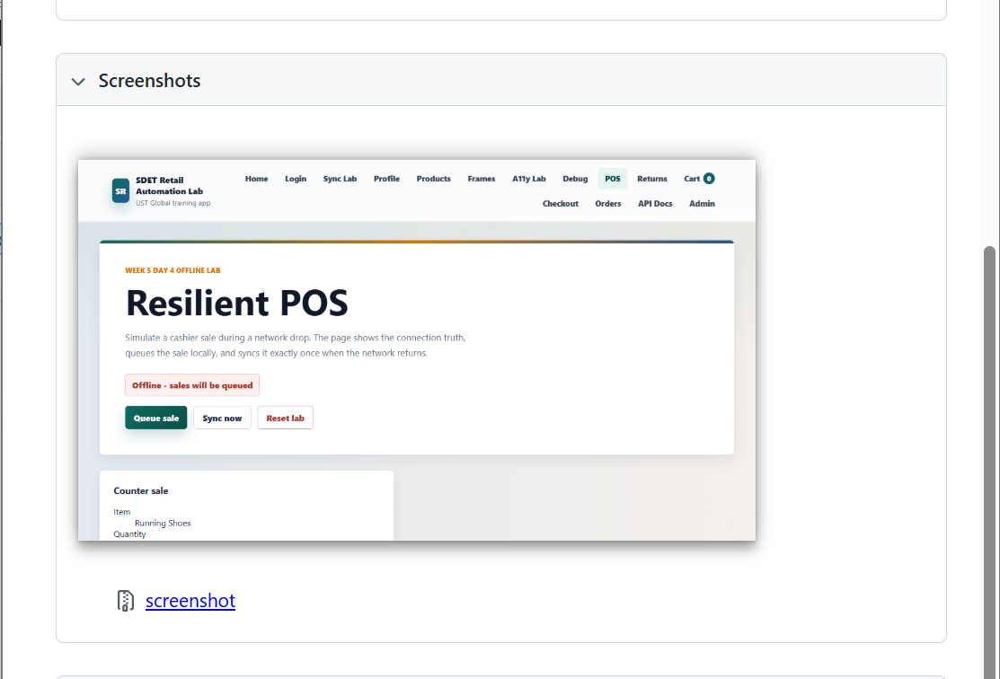 Screenshots
SR
SDET Retail
Automation Lab
UST Global training app
Home Login Sync Lab Profile Products Frames A11y Lab Debug POS Returns Cart 0
Checkout Orders API Docs Admin
WEEK 5 DAY 4 OFFLINE LAB
Resilient POS
Simulate a cashier sale during a network drop. The page shows the connection truth,
queues the sale locally, and syncs it exactly once when the network returns.
Offline - sales will be queued
Queue sale Sync now Reset lab
Counter sale
Item
Running Shoes
Quantity
screenshot